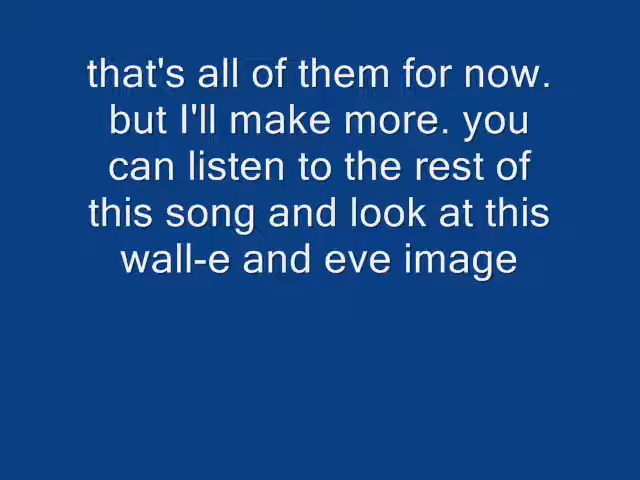 that's all of them for now.
but I'll make more. you
can listen to the rest of
this song and look at this
wall-e and eve image